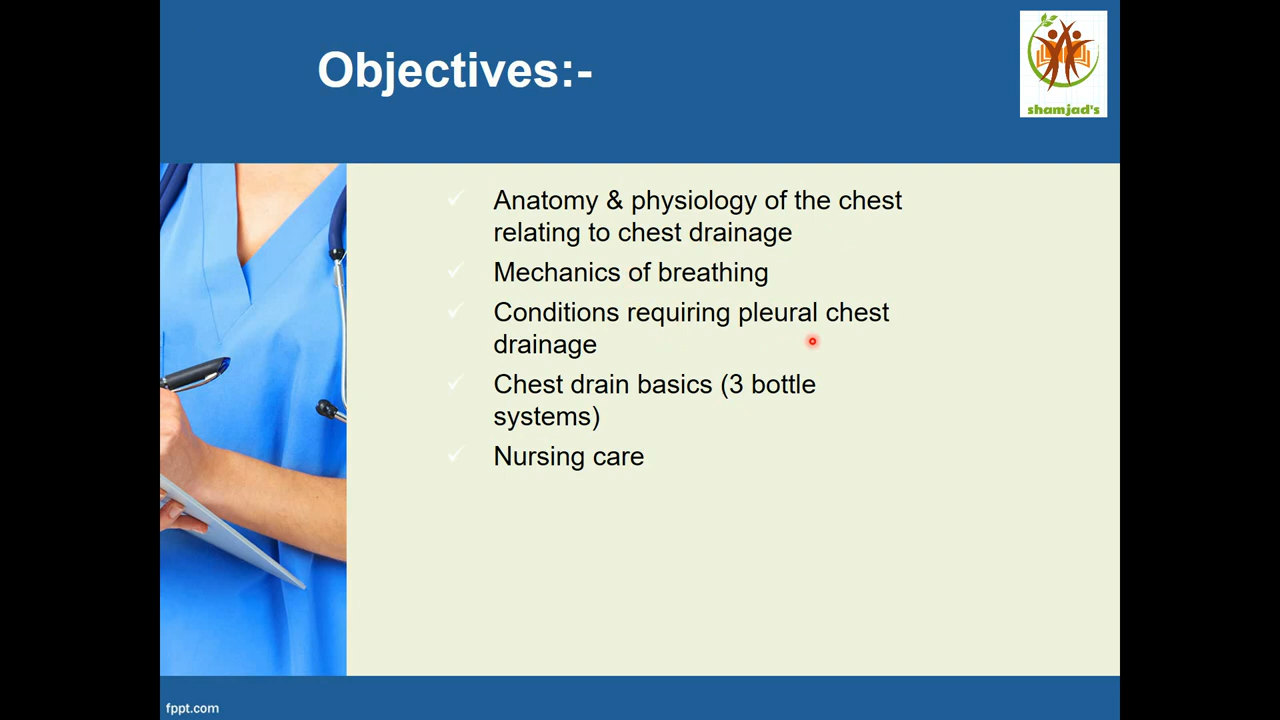 Objectives:-
shamjad's
Anatomy & physiology of the chest
relating to chest drainage
Mechanics of breathing
Conditions requiring pleural chest
drainage
Chest drain basics (3 bottle
systems)
Nursing care
fppt.com